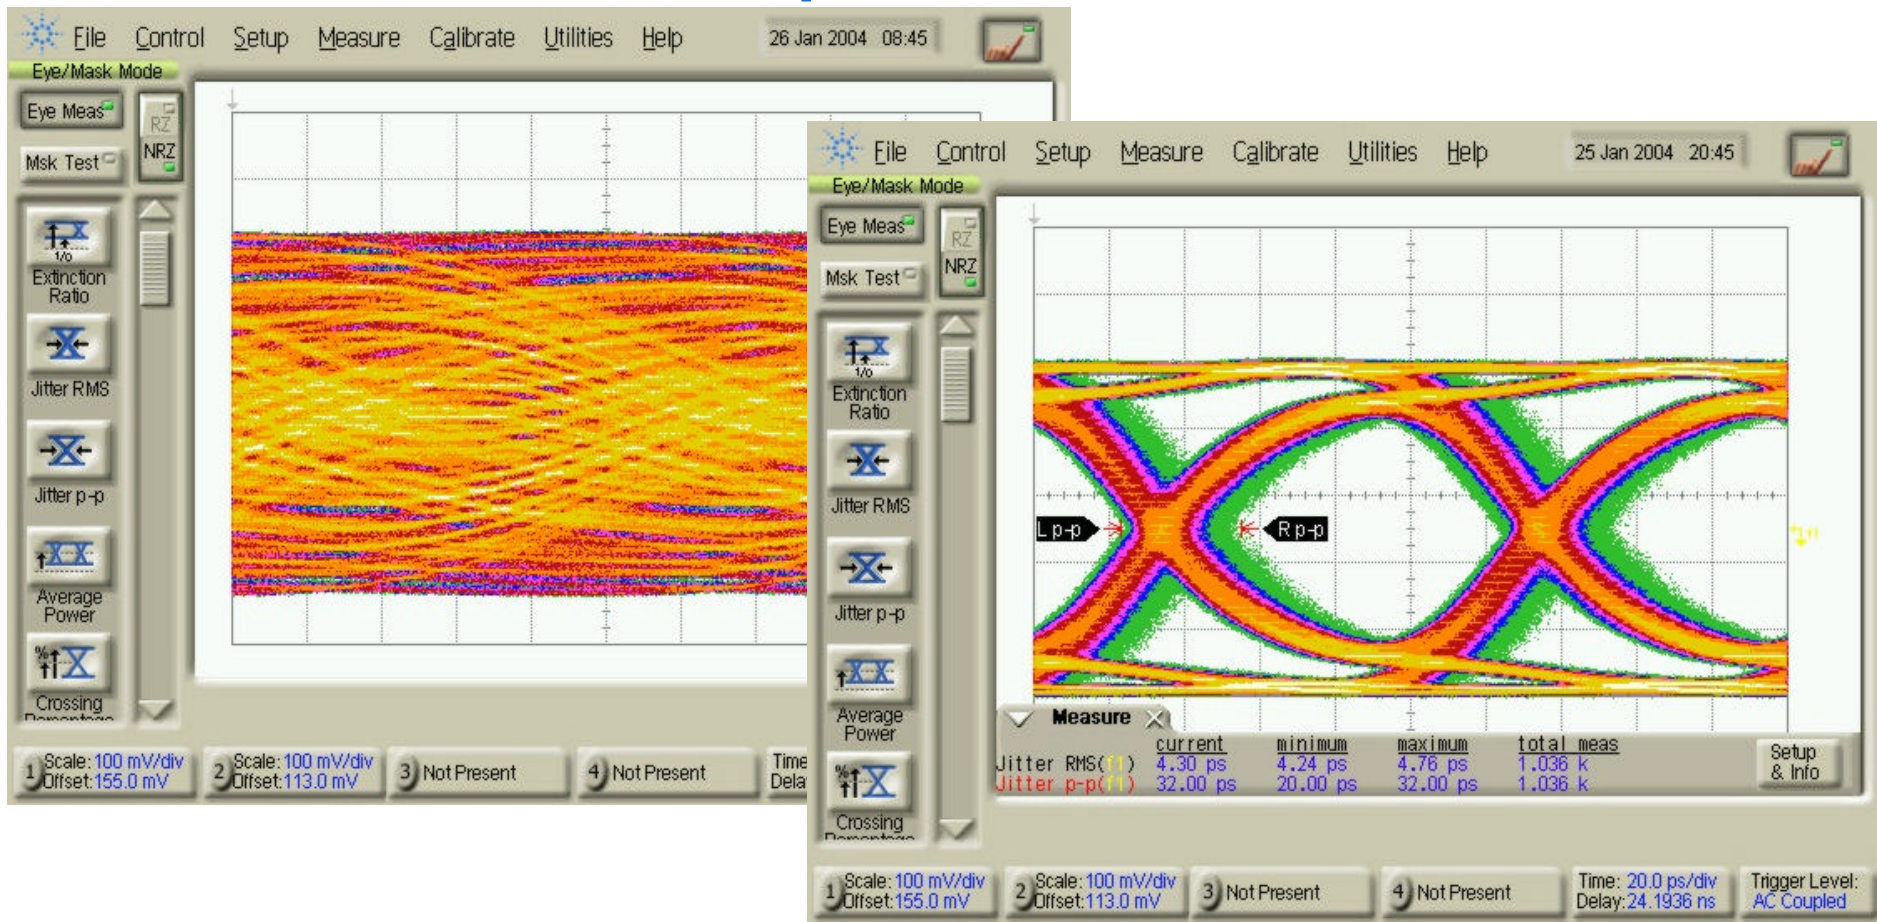 File Control Setup Measure Calibrate Utilities Help 26 Jan 2004 08:45
Eye/Mask Mode
Eye Meas
RZ
NRZ
Msk Test
1/0
Extinction
Ratio
Jitter RMS
Jitter p-p
Average
Power
%
Crossing
1 Scale: 100 mV/div
Offset: 155.0 mV
2 Scale: 100 mV/div
Offset: 113.0 mV
3 Not Present
4 Not Present
File Control Setup Measure Calibrate Utilities Help 25 Jan 2004 20:45
Eye/Mask Mode
Eye Meas
RZ
NRZ
Msk Test
1/0
Extinction
Ratio
Jitter RMS
Jitter p-p
Average
Power
%
Crossing
L p-p
R p-p
Measure
current minimum maximum total meas
Jitter RMS(f1) 4.30 ps 4.24 ps 4.76 ps 1.036 k
Jitter p-p(f1) 32.00 ps 20.00 ps 32.00 ps 1.036 k
Setup
& Info
1 Scale: 100 mV/div
Offset: 155.0 mV
2 Scale: 100 mV/div
Offset: 113.0 mV
3 Not Present
4 Not Present
Time: 20.0 ps/div
Delay: 24.1936 ns
Trigger Level:
AC Coupled